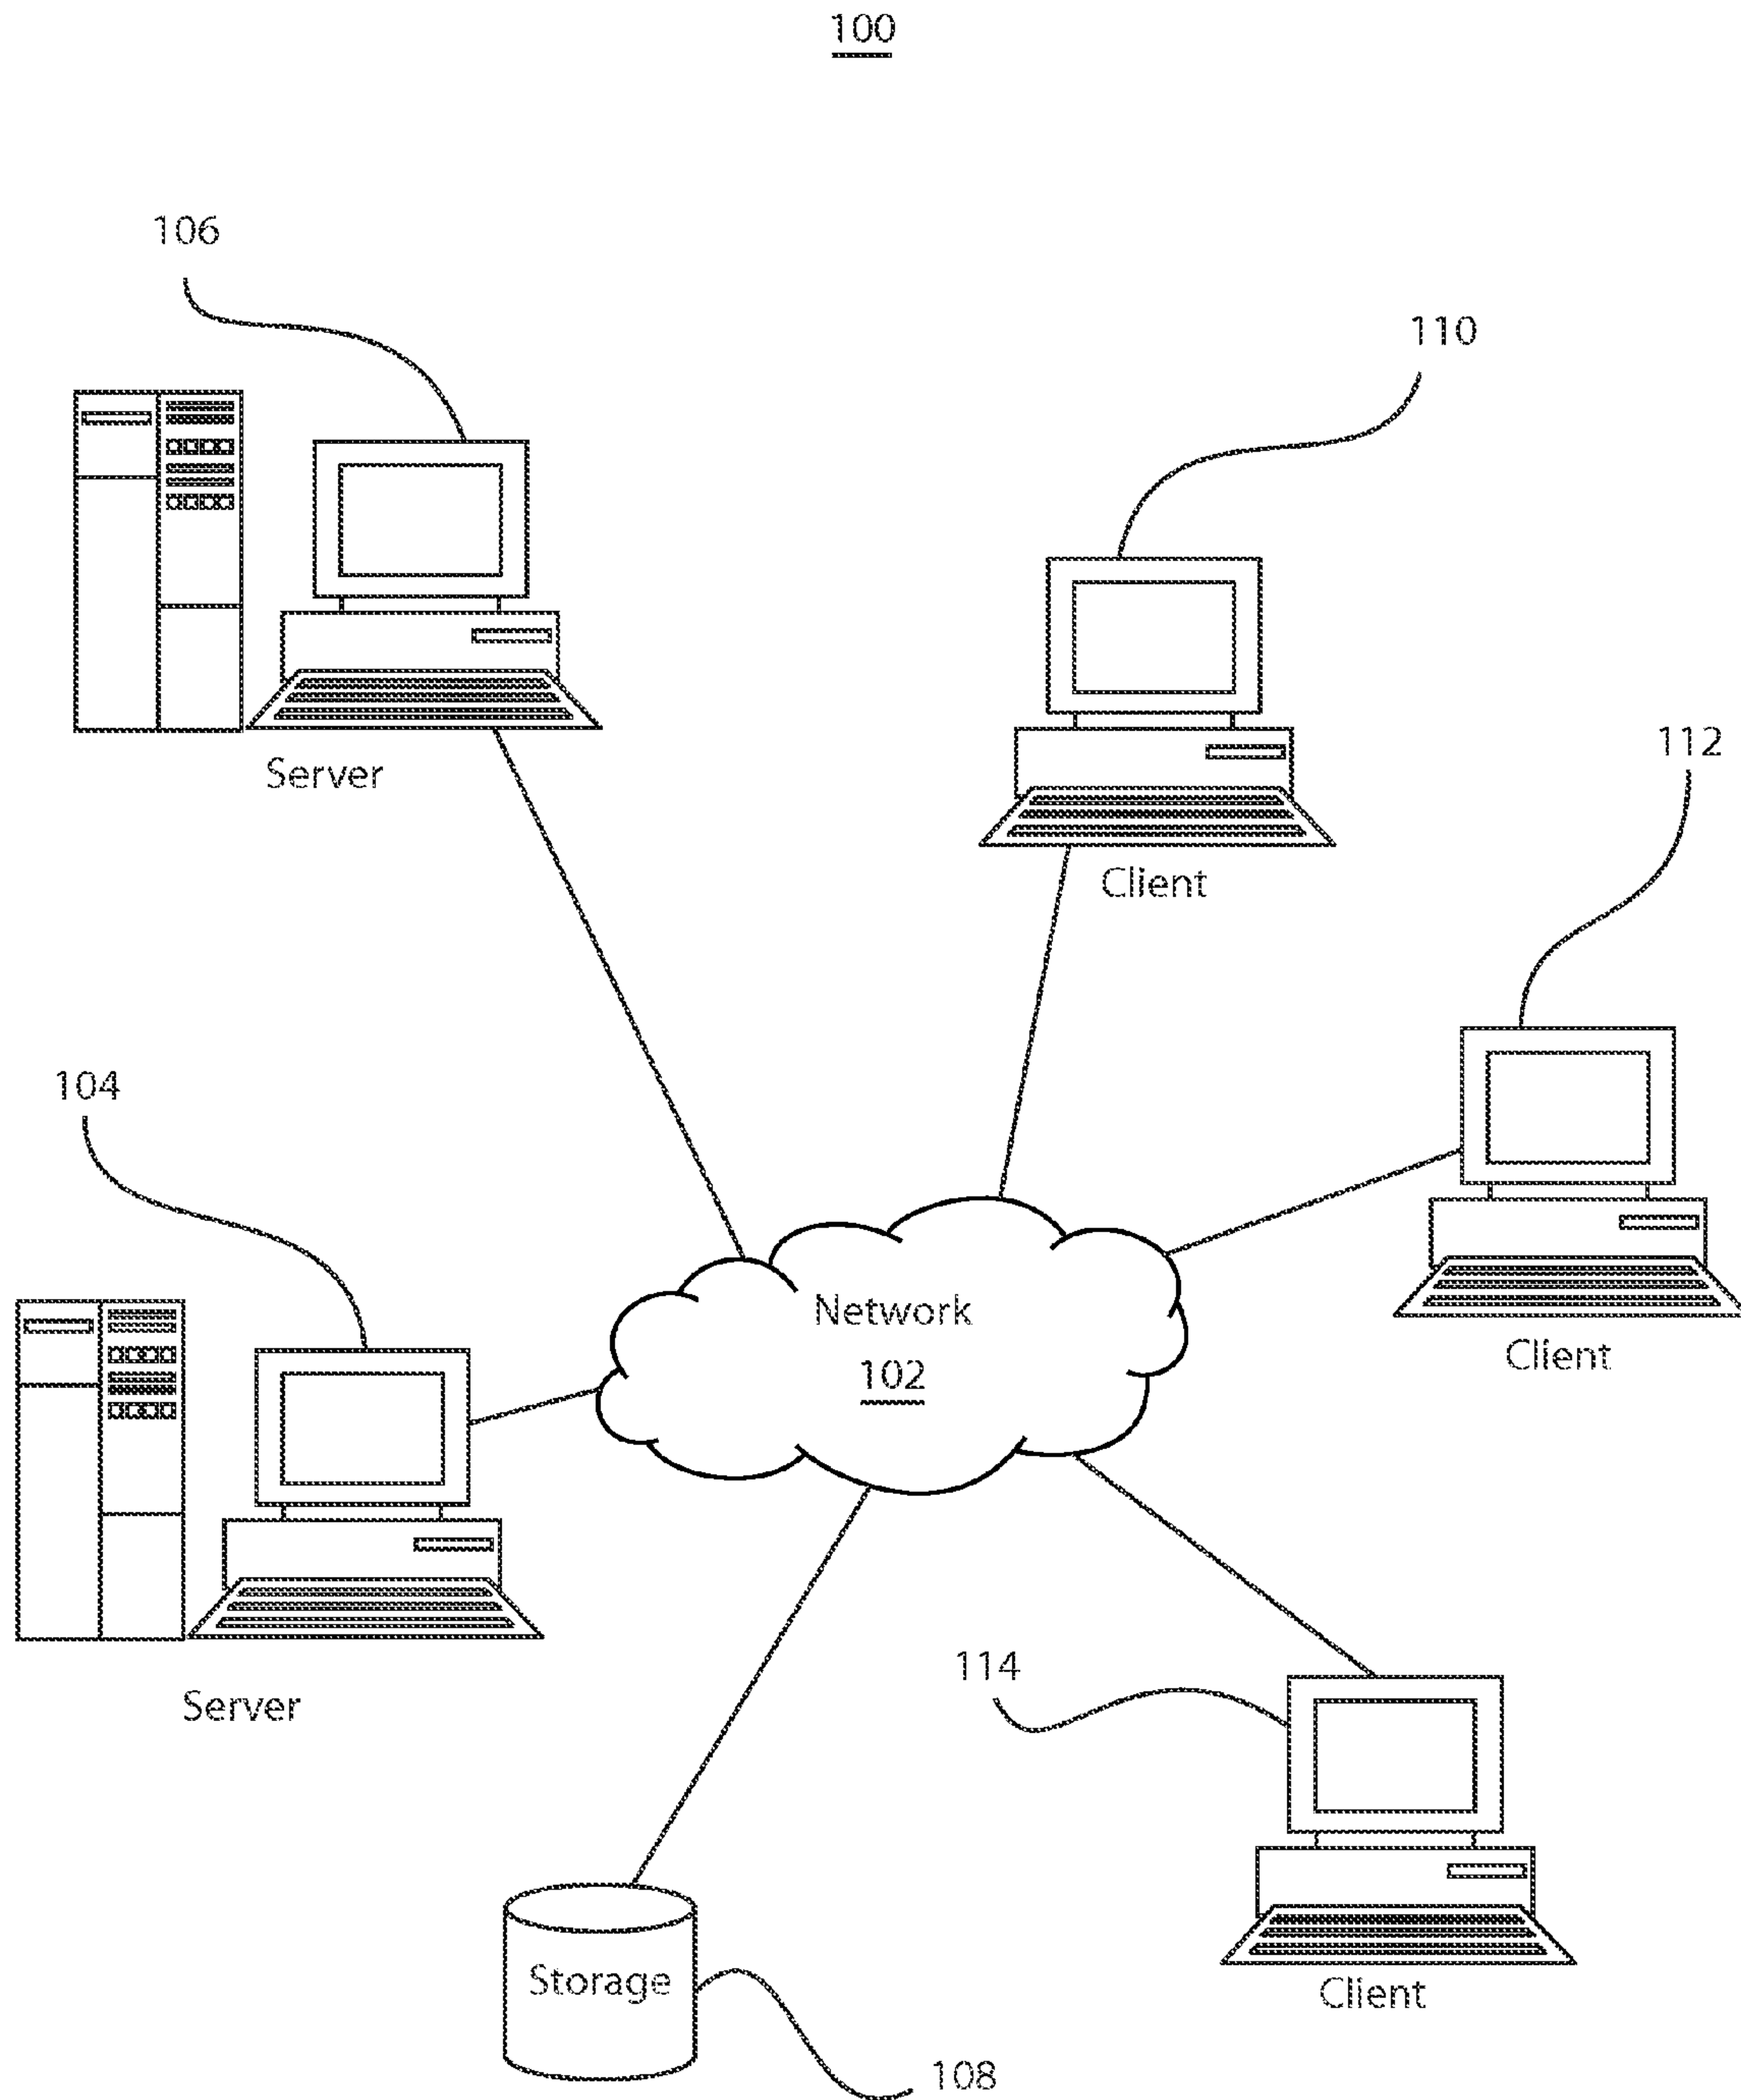 100
106
110
Server
112
Client
104
Network
102
Client
114
Server
Storage
Client
108